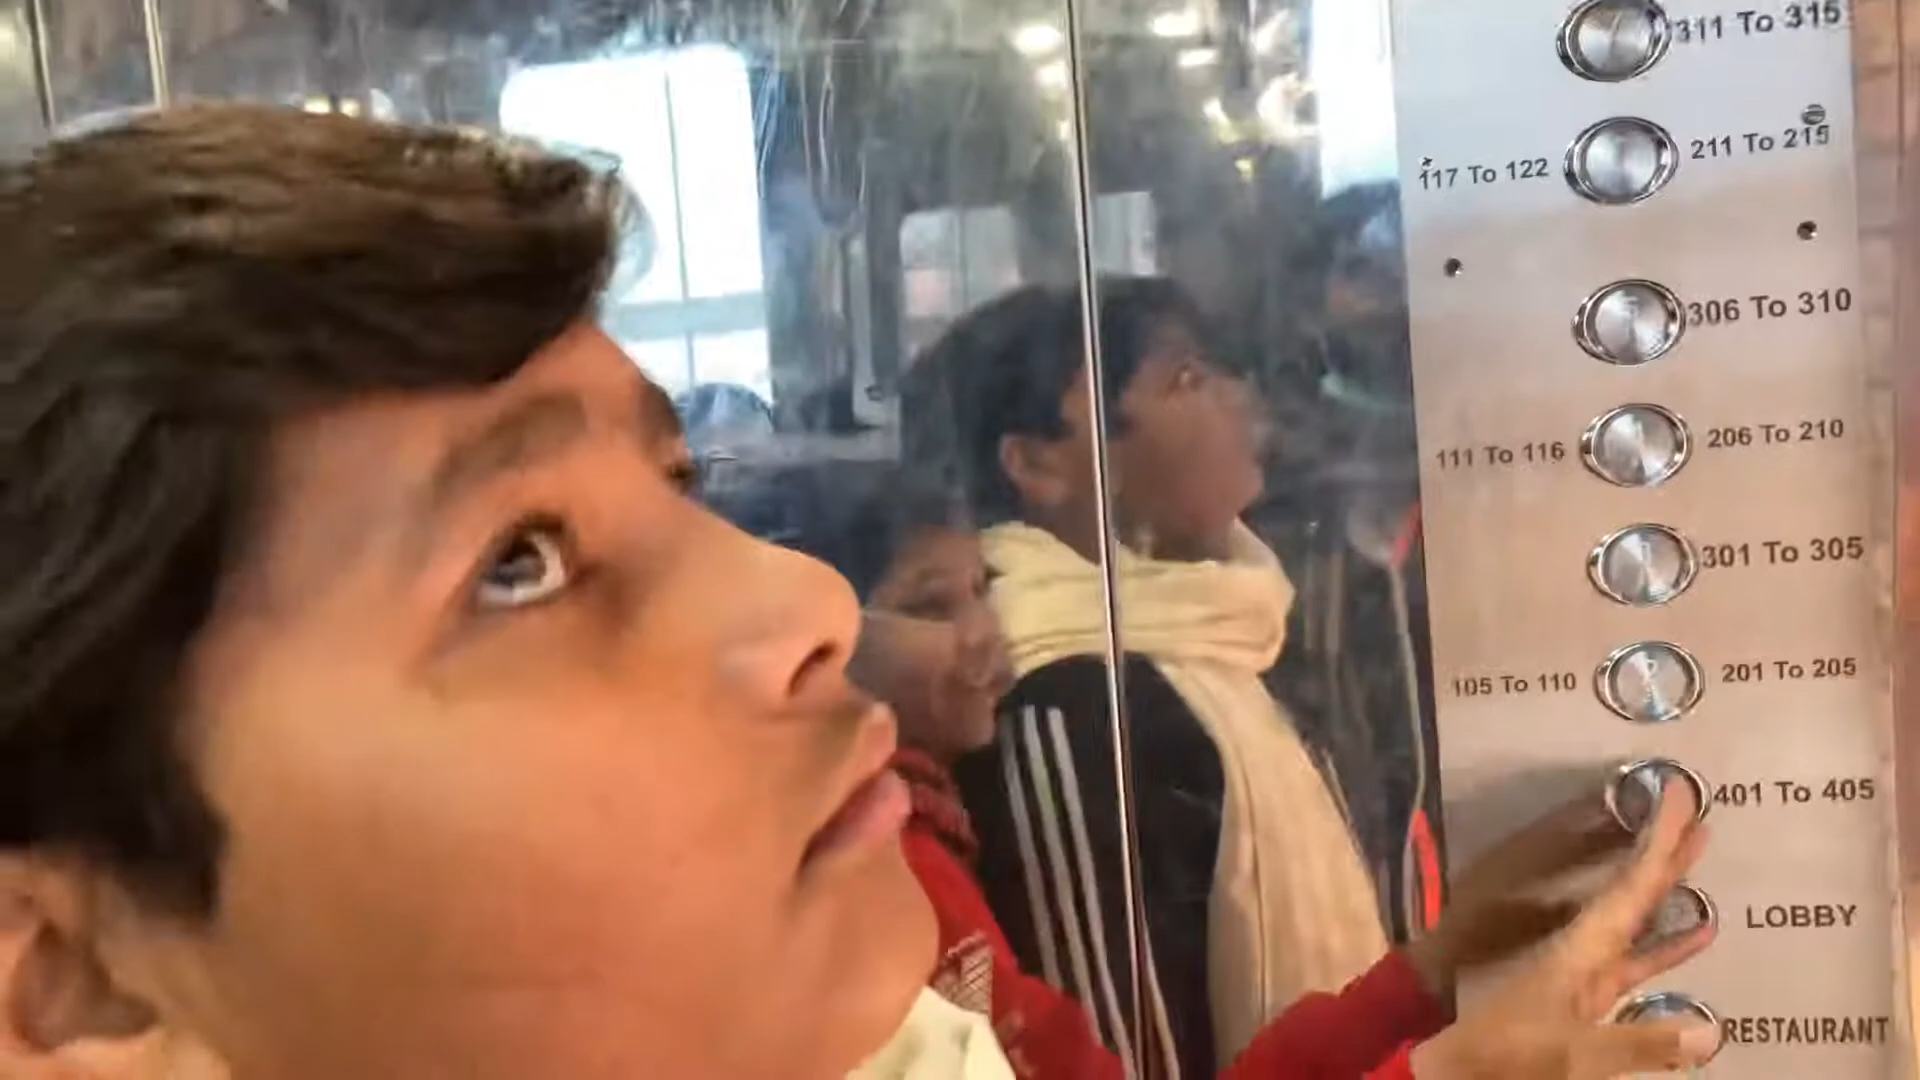 311 To 315
117 To 122 211 To 215
306 To 310
111 To 116 206 To 210
301 To 305
105 To 110 201 To 205
401 To 405
LOBBY
RESTAURANT